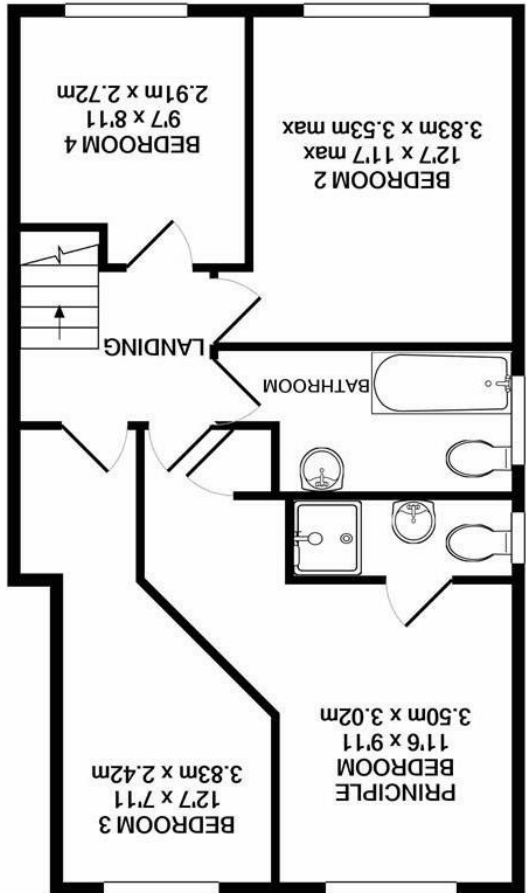 PRINCIPLE
BEDROOM
11'6 x 9'11
3.50m x 3.02m
BEDROOM 3
12'7 x 7'11
3.83m x 2.42m
BATHROOM
LANDING
BEDROOM 2
12'7 x 11'7 max
3.83m x 3.53m max
BEDROOM 4
9'7 x 8'11
2.91m x 2.72m